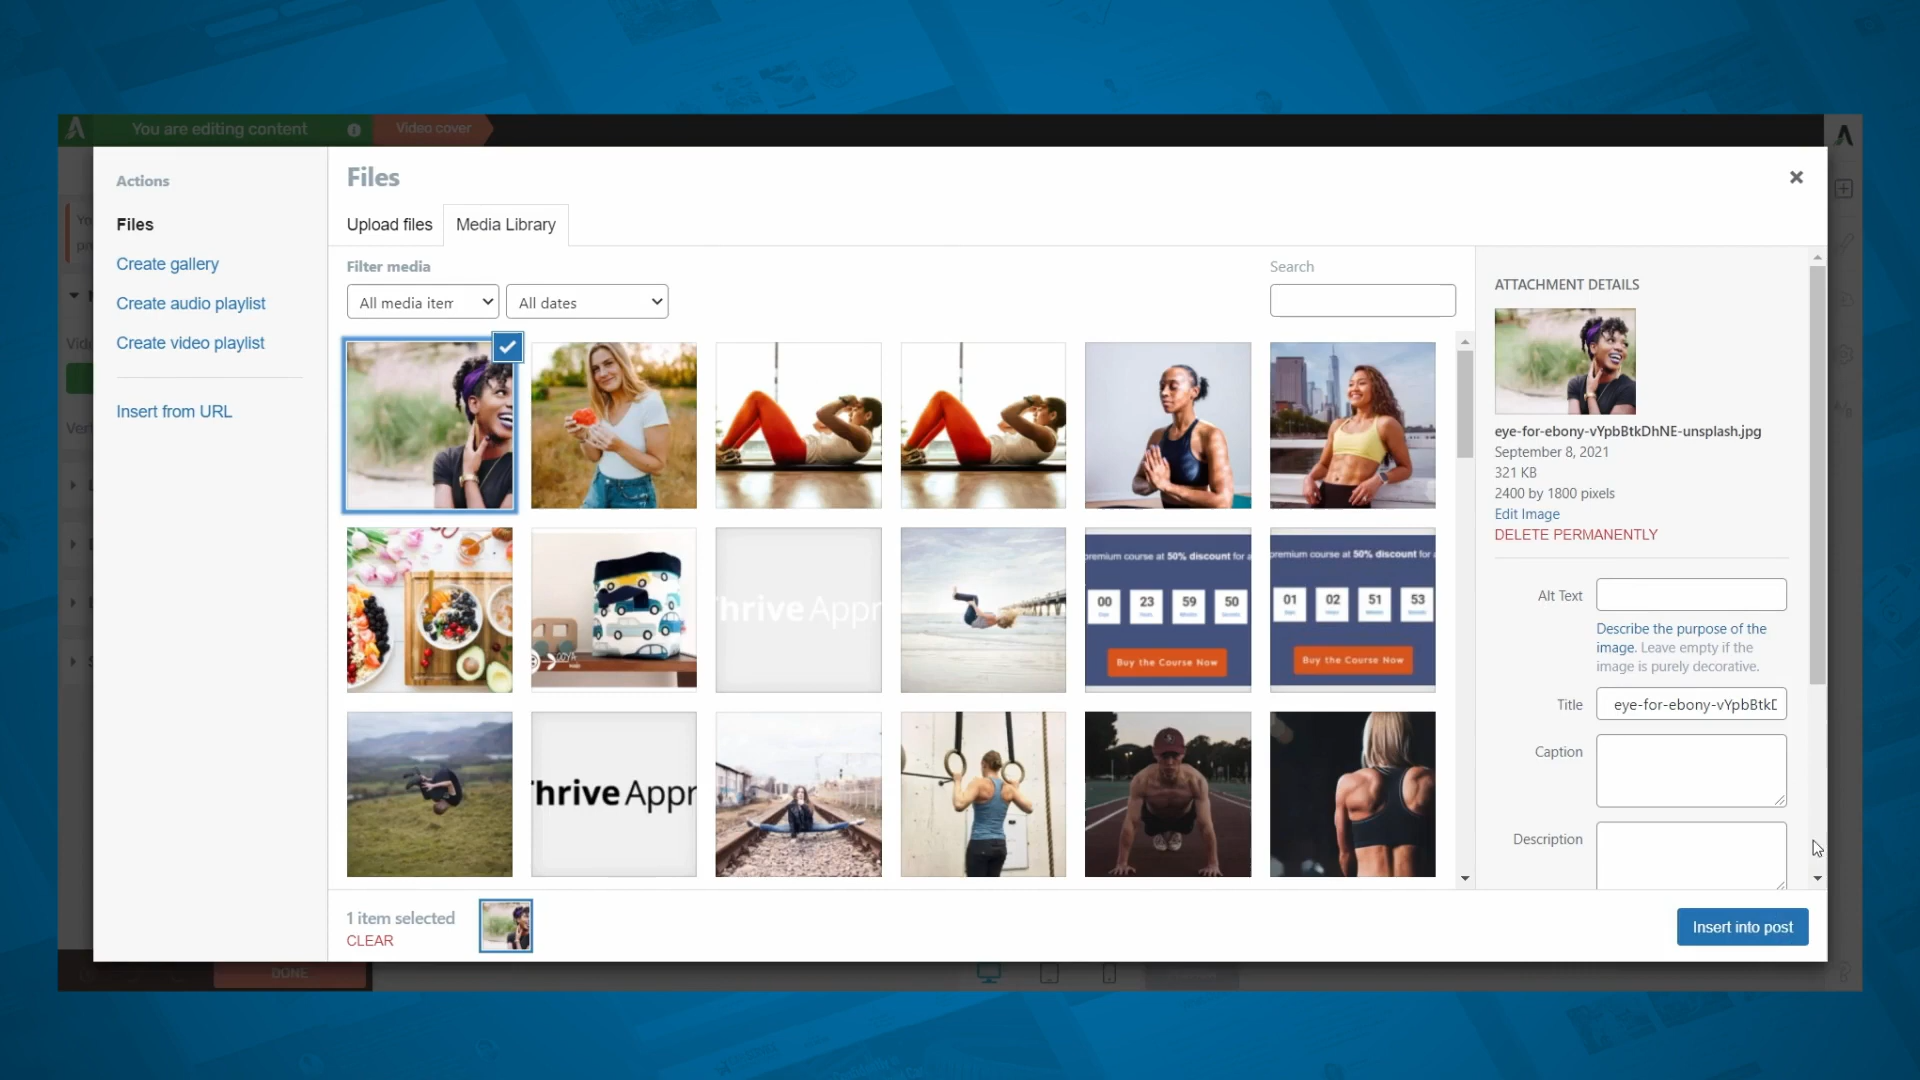 You are editing content
Video cover
Actions
Files
Create gallery
Create audio playlist
Create video playlist
Insert from URL
Files
Upload files
Media Library
Filter media
All media item
All dates
Search
premium course at 50% discount for a
00 23 59 50
Buy the Course Now
premium course at 50% discount for a
01 02 51 53
Buy the Course Now
Thrive Appr
Thrive Appr
ATTACHMENT DETAILS
eye-for-ebony-vYpbBtkDhNE-unsplash.jpg
September 8, 2021
321 KB
2400 by 1800 pixels
Edit Image
DELETE PERMANENTLY
Alt Text
Describe the purpose of the
image. Leave empty if the
image is purely decorative.
Title
eye-for-ebony-vYpbBtkD
Caption
Description
1 item selected
CLEAR
Insert into post
DONE